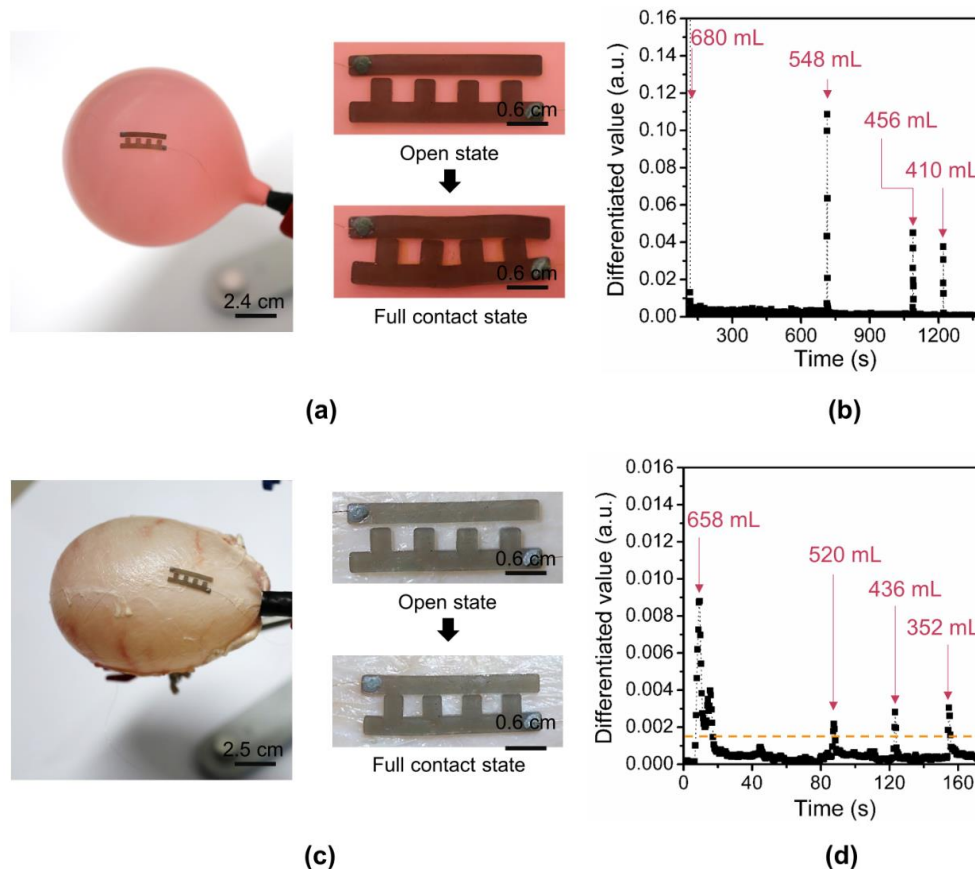 2.4 cm
0.6 cm
Open state
0.6 cm
Full contact state
(a)
Differentiated value (a.u.)
0.16
0.14
0.12
0.10
0.08
0.06
0.04
0.02
0.00
680 mL
548 mL
456 mL
410 mL
300
600
900
1200
Time (s)
(b)
2.5 cm
0.6 cm
Open state
0.6 cm
Full contact state
(c)
Differentiated value (a.u.)
0.016
0.014
0.012
0.010
0.008
0.006
0.004
0.002
0.000
658 mL
520 mL
436 mL
352 mL
0
40
80
120
160
Time (s)
(d)